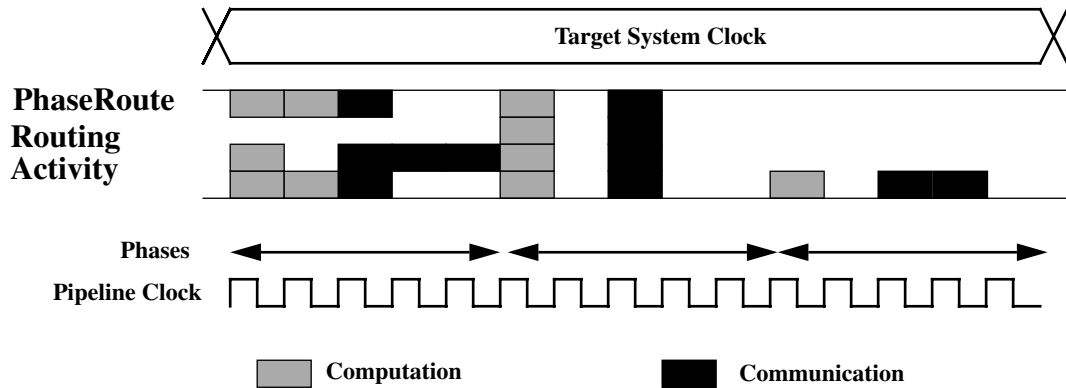 Target System Clock
PhaseRoute
Routing
Activity
Phases
Pipeline Clock
Computation
Communication